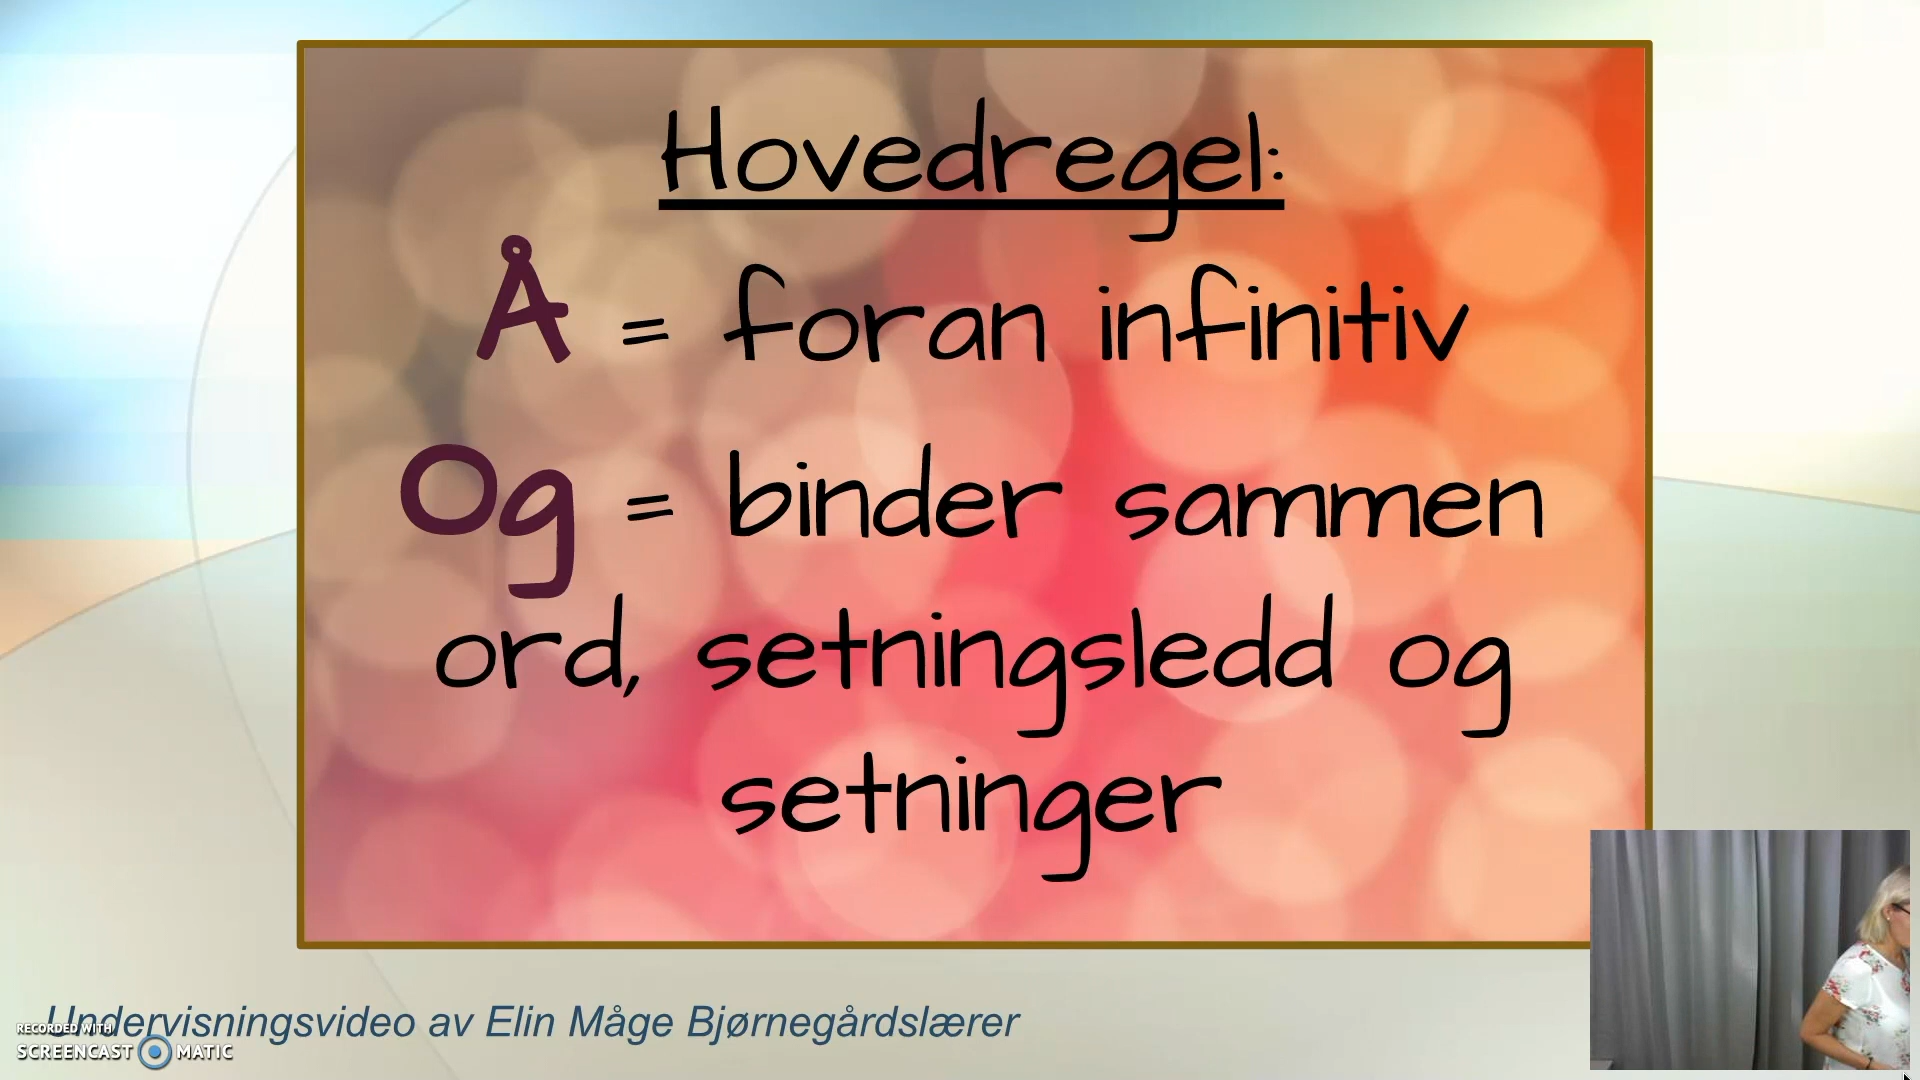 Hovedregel:
Å = foran infinitiv
Og = binder sammen
ord, setningsledd og
setninger
Undervisningsvideo av Elin Måge Bjørnegårdslærer
RECORDED WITH
SCREENCAST MATIC